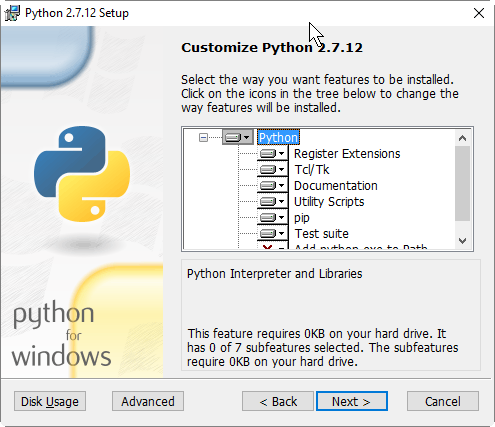 Python 2.7.12 Setup
Customize Python 2.7.12
Select the way you want features to be installed.
Click on the icons in the tree below to change the
way features will be installed.
Python
Register Extensions
Tcl/Tk
Documentation
Utility Scripts
pip
Test suite
Add python.exe to Path
Python Interpreter and Libraries
This feature requires 0KB on your hard drive. It
has 0 of 7 subfeatures selected. The subfeatures
require 0KB on your hard drive.
python
for
windows
Disk Usage
Advanced
< Back
Next >
Cancel